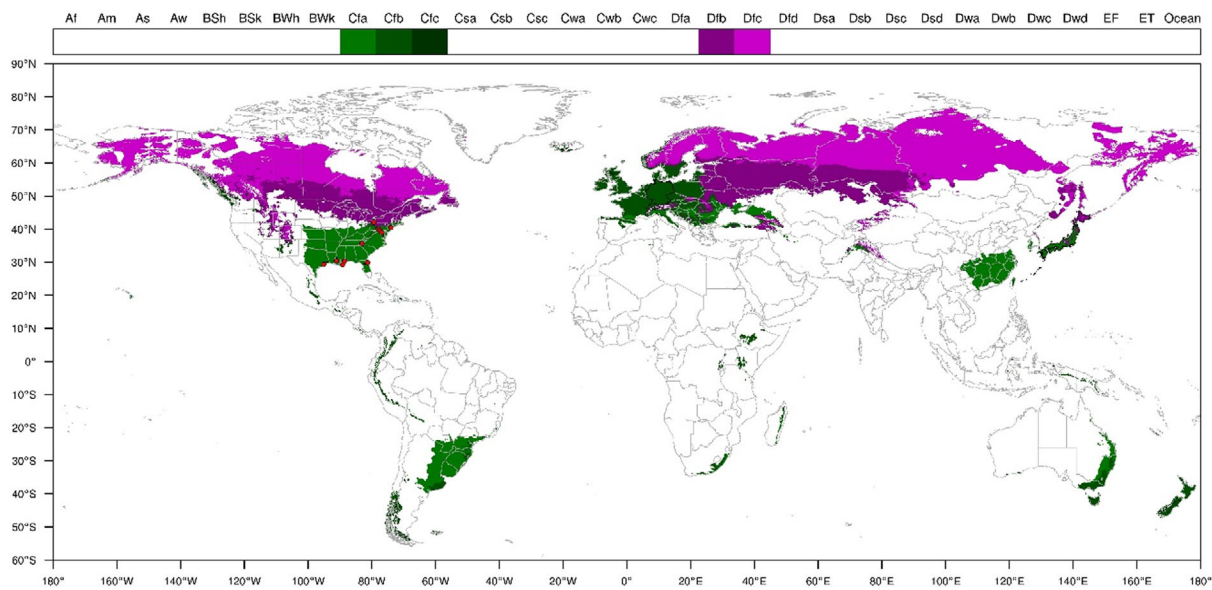 Af Am As Aw BSh BSk BWh BWk Cfa Cfb Cfc Csa Csb Csc Cwa Cwb Cwc Dfa Dfb Dfc Dfd Dsa Dsb Dsc Dsd Dwa Dwb Dwc Dwd EF ET Ocean
90°N
80°N
70°N
60°N
50°N
40°N
30°N
20°N
10°N
0°
10°S
20°S
30°S
40°S
50°S
60°S
180° 160°W 140°W 120°W 100°W 80°W 60°W 40°W 20°W 0° 20°E 40°E 60°E 80°E 100°E 120°E 140°E 160°E 180°